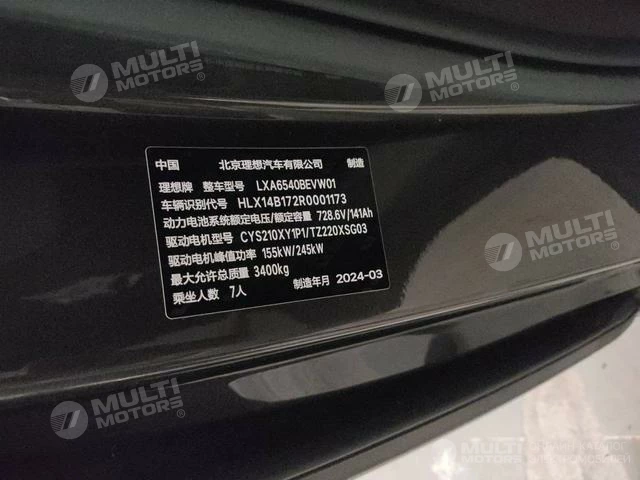 MULTI
MOTORS®
MULTI
MOTORS®
中国 北京理想汽车有限公司 制造
理想牌 整车型号 LXA6540BEVW01
车辆识别代号 HLX14B172R0001173
动力电池系统额定电压/额定容量 728.6V/141Ah
驱动电机型号 CYS210XY1P1/TZ220XSG03
驱动电机峰值功率 155kW/245kW
最大允许总质量 3400kg
乘坐人数 7人 制造年月 2024-03
MULTI
MOTORS®
MULTI
MOTORS